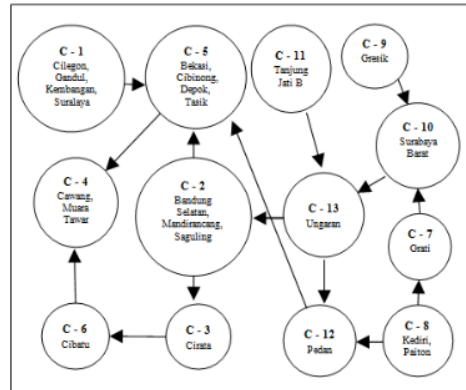 C - 1
Cilegon,
Gandul,
Kembangan,
Suralaya
C - 5
Bekasi,
Cibinong,
Depok,
Tasik
C - 11
Tanjung
Jati B
C - 9
Gresik
C - 10
Surabaya
Barat
C - 4
Cawang,
Muara
Tawar
C - 2
Bandung
Selatan,
Mandirancang,
Saguling
C - 13
Ungaran
C - 7
Grati
C - 6
Cibatu
C - 3
Cirata
C - 12
Pedan
C - 8
Kediri,
Paiton